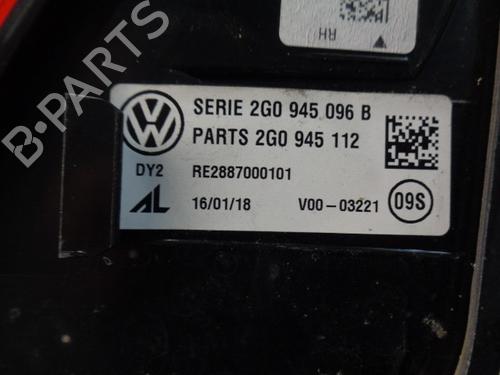 RH
SERIE 2G0 945 096 B
PARTS 2G0 945 112
DY2 RE2887000101
AL 16/01/18 V00-03221 09S
B-PARTS